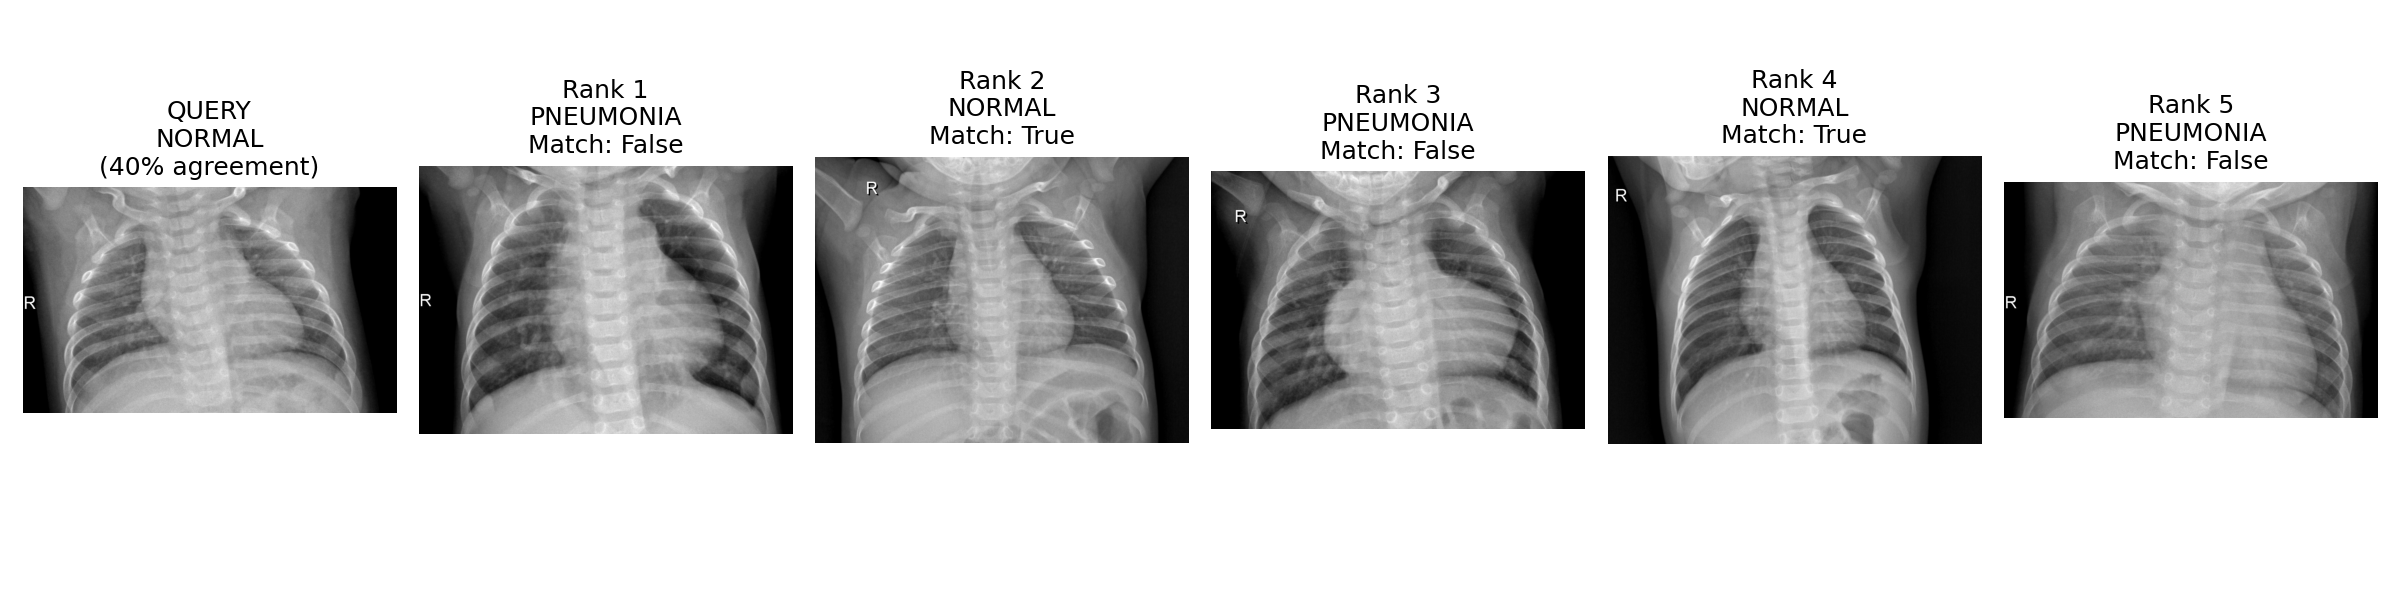 QUERY
NORMAL
(40% agreement)
Rank 1
PNEUMONIA
Match: False
Rank 2
NORMAL
Match: True
Rank 3
PNEUMONIA
Match: False
Rank 4
NORMAL
Match: True
Rank 5
PNEUMONIA
Match: False
R
R
R
R
R
R